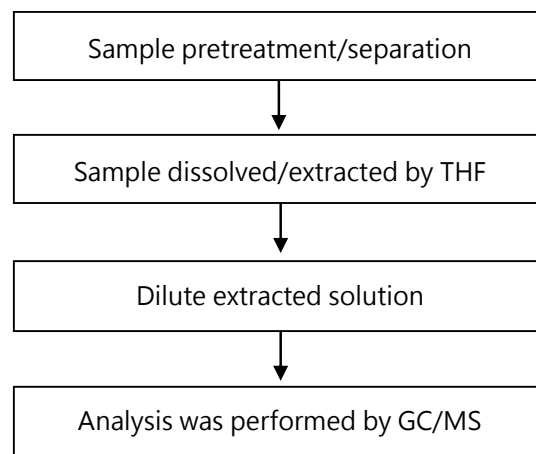 Sample pretreatment/separation
Sample dissolved/extracted by THF
Dilute extracted solution
Analysis was performed by GC/MS